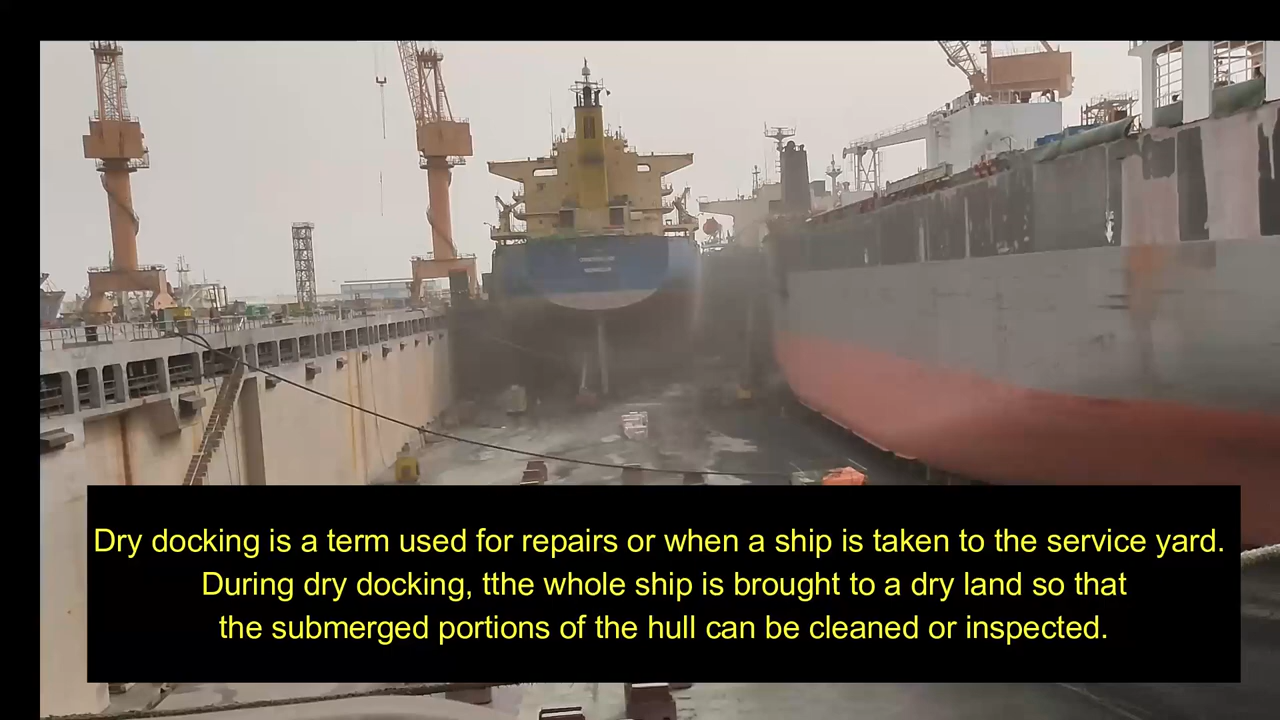 Dry docking is a term used for repairs or when a ship is taken to the service yard.
During dry docking, tthe whole ship is brought to a dry land so that
the submerged portions of the hull can be cleaned or inspected.